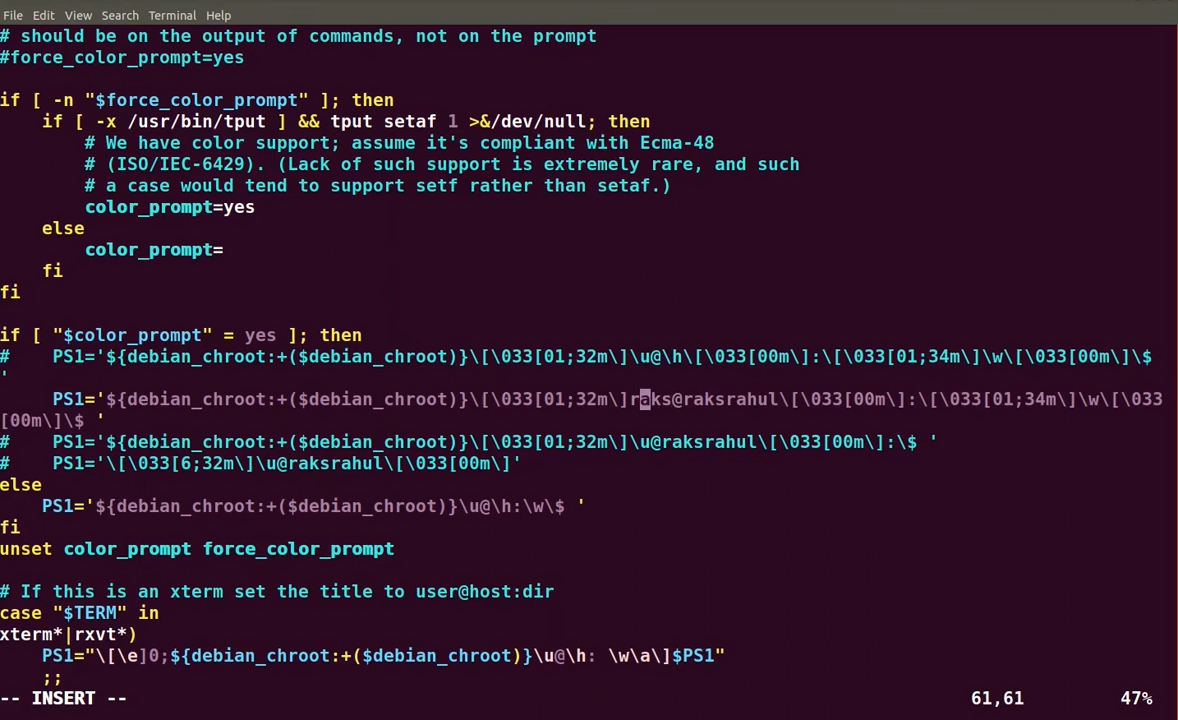 File Edit View Search Terminal Help
# should be on the output of commands, not on the prompt
#force_color_prompt=yes
if [ -n "$force_color_prompt" ]; then
if [ -x /usr/bin/tput ] && tput setaf 1 >&/dev/null; then
# We have color support; assume it's compliant with Ecma-48
# (ISO/IEC-6429). (Lack of such support is extremely rare, and such
# a case would tend to support setf rather than setaf.)
color_prompt=yes
else
color_prompt=
fi
fi
if [ "$color_prompt" = yes ]; then
#    PS1='${debian_chroot:+($debian_chroot)}\[\033[01;32m\]\u@\h\[\033[00m\]:\[\033[01;34m\]\w\[\033[00m\]\$
'
PS1='${debian_chroot:+($debian_chroot)}\[\033[01;32m\]raks@raksrahul\[\033[00m\]:\[\033[01;34m\]\w\[\033
[00m\]\$ '
#    PS1='${debian_chroot:+($debian_chroot)}\[\033[01;32m\]\u@raksrahul\[\033[00m\]:\$ '
#    PS1='\[\033[6;32m\]\u@raksrahul\[\033[00m\]'
else
PS1='${debian_chroot:+($debian_chroot)}\u@\h:\w\$ '
fi
unset color_prompt force_color_prompt
# If this is an xterm set the title to user@host:dir
case "$TERM" in
xterm*|rxvt*)
PS1="\[\e]0;${debian_chroot:+($debian_chroot)}\u@\h: \w\a\]$PS1"
;;
-- INSERT -- 61,61 47%